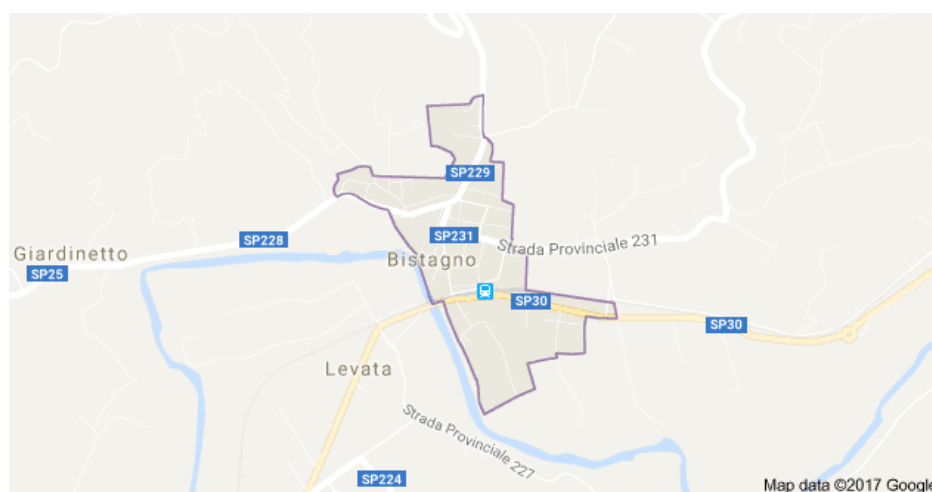 SP229
SP231
Strada Provinciale 231
SP228
Giardinetto
Bistagno
SP25
SP30
SP30
Levata
Strada Provinciale 227
SP224
Map data ©2017 Google